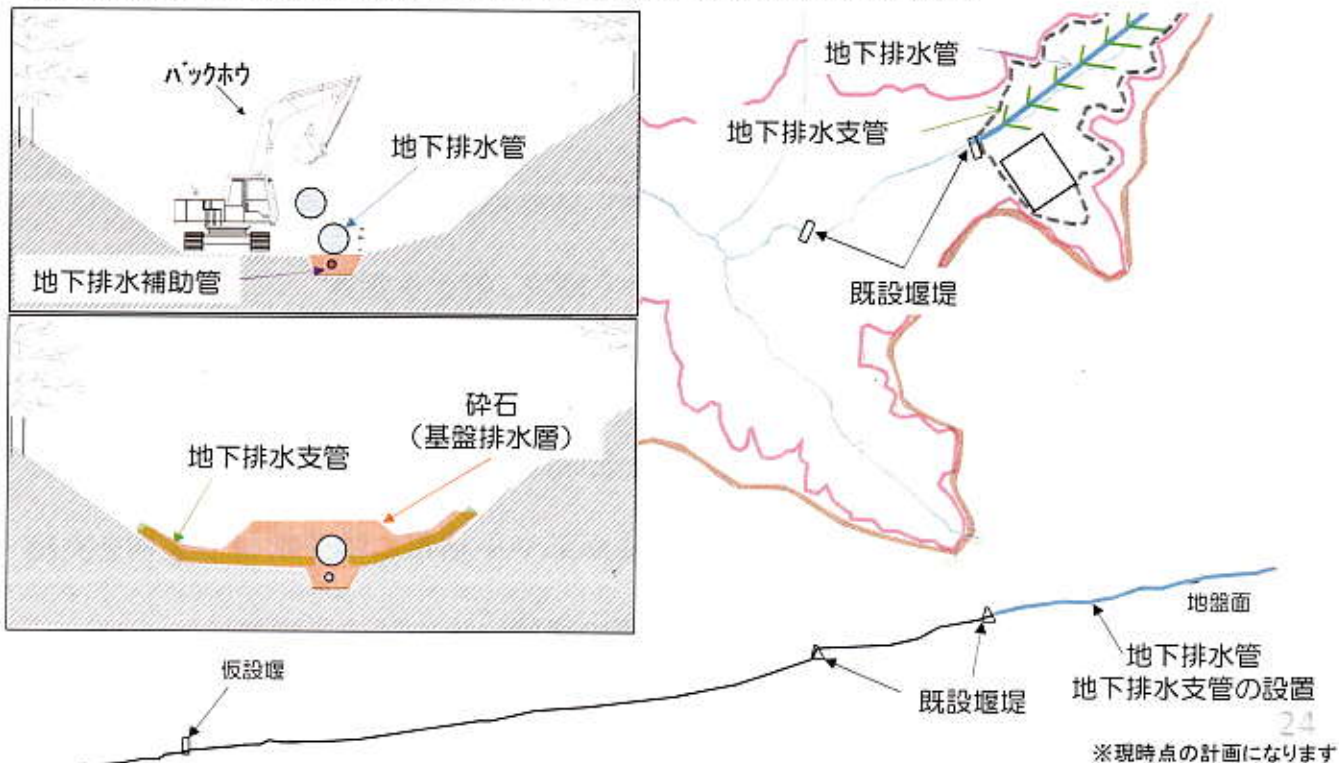 バックホウ
地下排水管
地下排水補助管
砕石
（基盤排水層）
地下排水支管
地下排水管
地下排水支管
既設堰堤
仮設堰
既設堰堤
地盤面
地下排水管
地下排水支管の設置
24
※現時点の計画になります